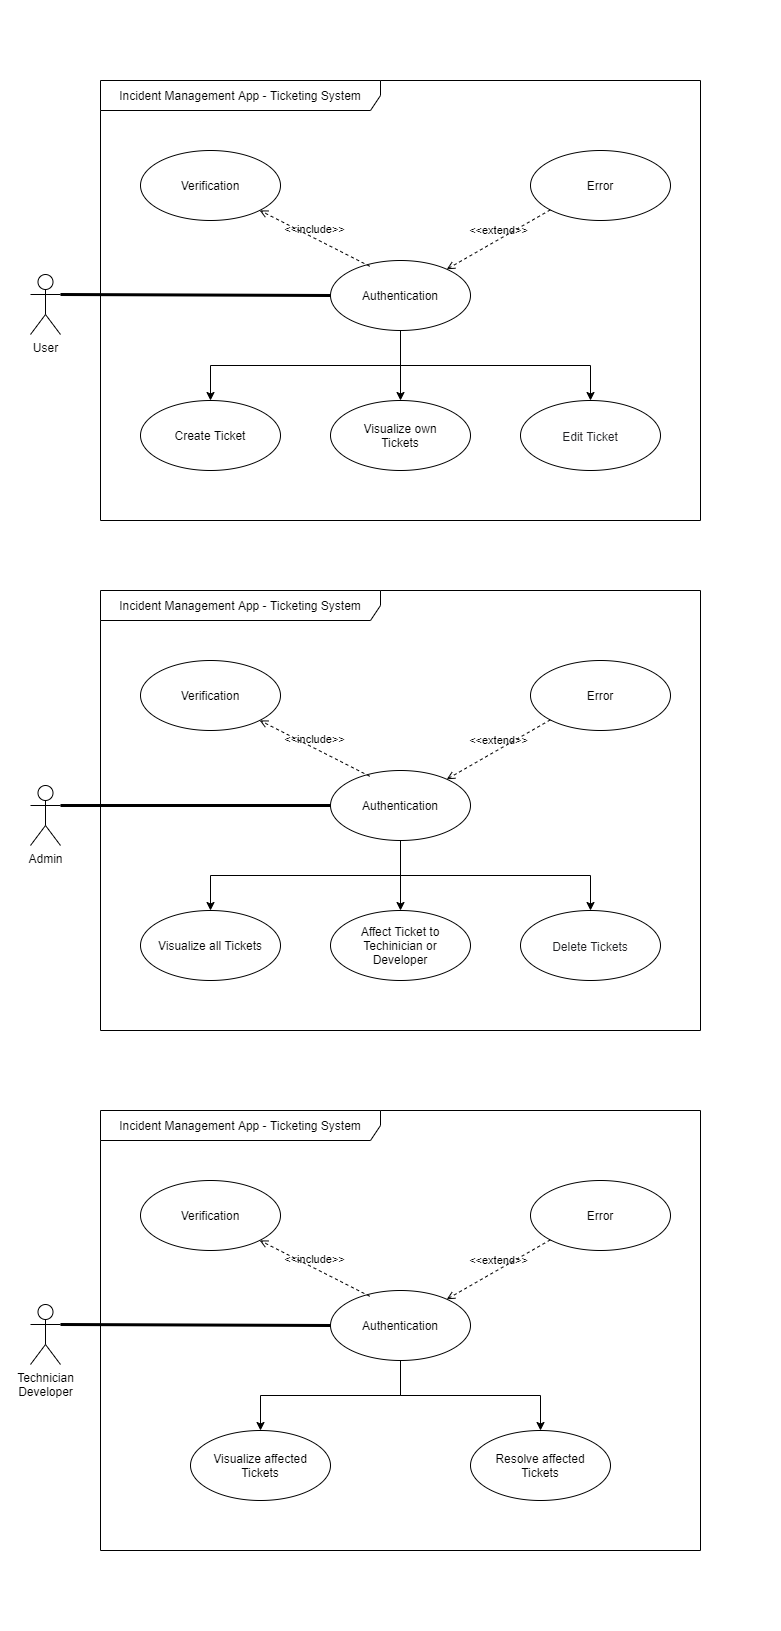 Incident Management App - Ticketing System
Verification
Error
<<include>>
<<extend>>
Authentication
User
Create Ticket
Visualize own
Tickets
Edit Ticket
Incident Management App - Ticketing System
Verification
Error
<<include>>
<<extend>>
Authentication
Admin
Visualize all Tickets
Affect Ticket to
Techinician or
Developer
Delete Tickets
Incident Management App - Ticketing System
Verification
Error
<<include>>
<<extend>>
Authentication
Technician
Developer
Visualize affected
Tickets
Resolve affected
Tickets